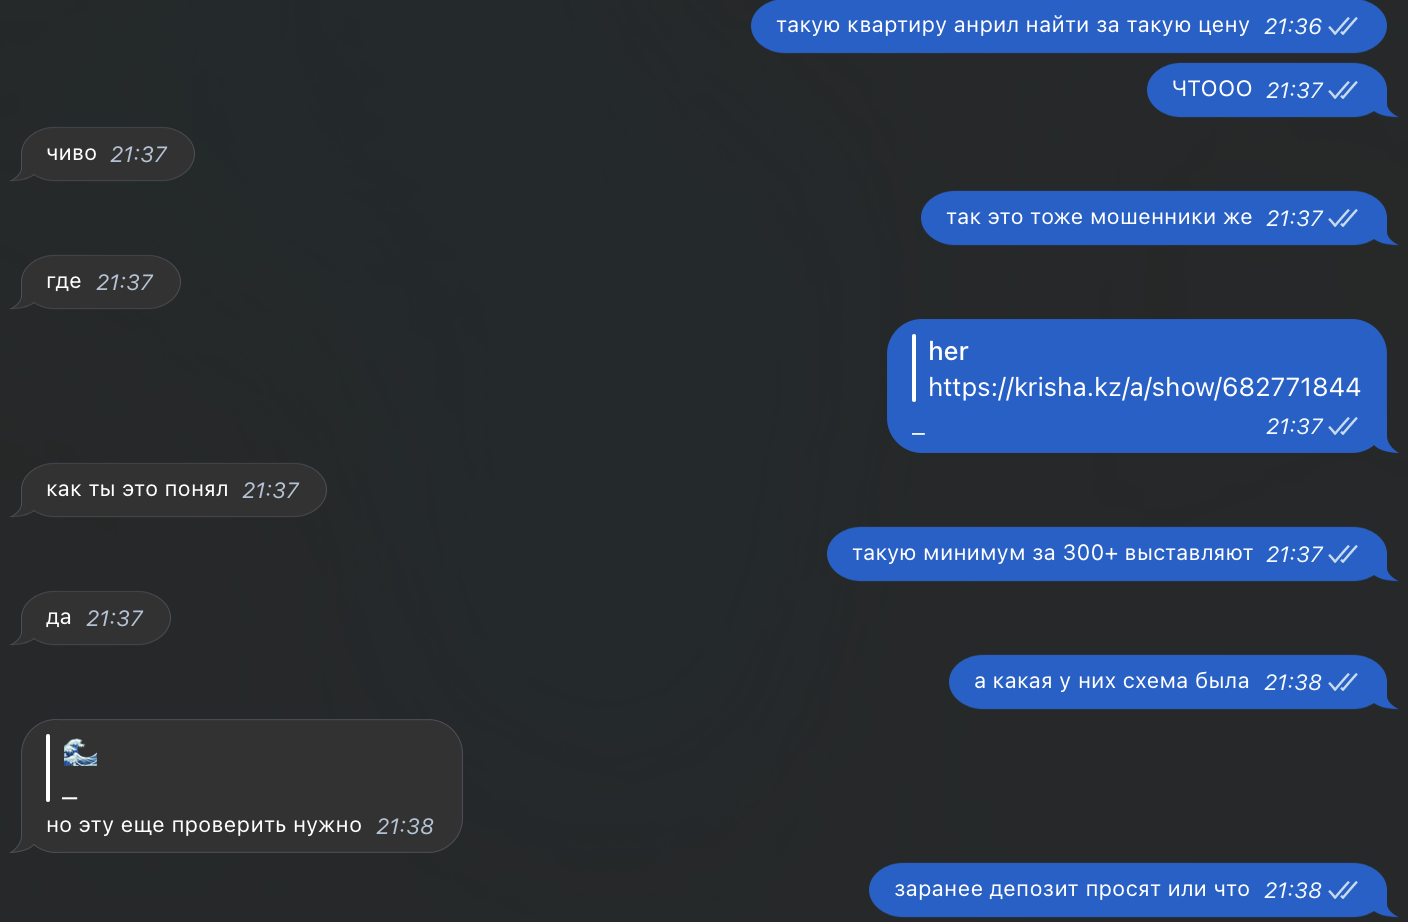 такую квартиру анрил найти за такую цену 21:36
ЧТООО 21:37
чиво 21:37
так это тоже мошенники же 21:37
где 21:37
her
https://krisha.kz/a/show/682771844
_ 21:37
как ты это понял 21:37
такую минимум за 300+ выставляют 21:37
да 21:37
а какая у них схема была 21:38
🌊
_
но эту еще проверить нужно 21:38
заранее депозит просят или что 21:38